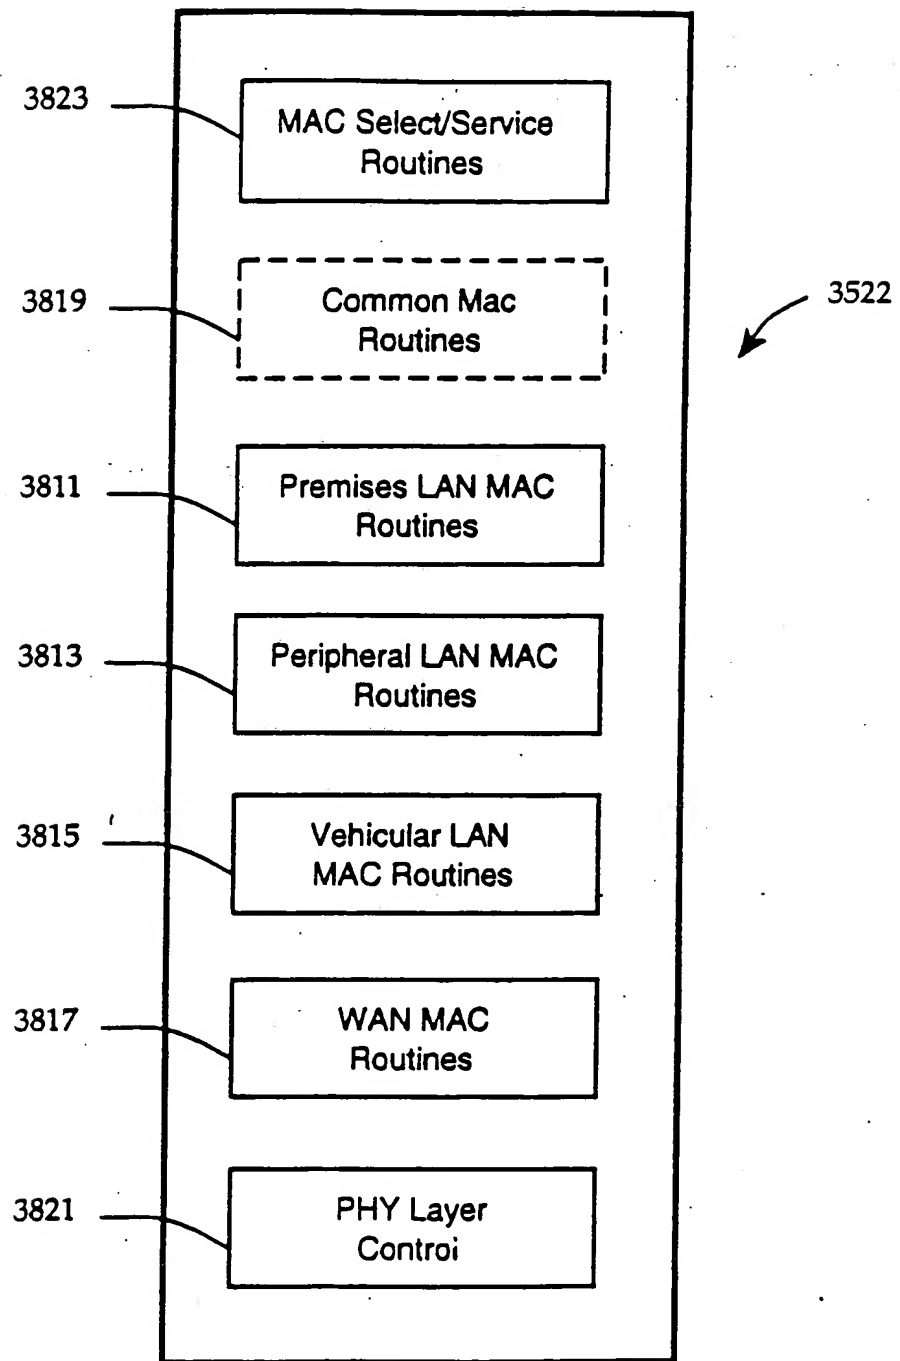 3823
MAC Select/Service
Routines
3819
Common Mac
Routines
3522
3811
Premises LAN MAC
Routines
3813
Peripheral LAN MAC
Routines
3815
Vehicular LAN
MAC Routines
3817
WAN MAC
Routines
3821
PHY Layer
Control